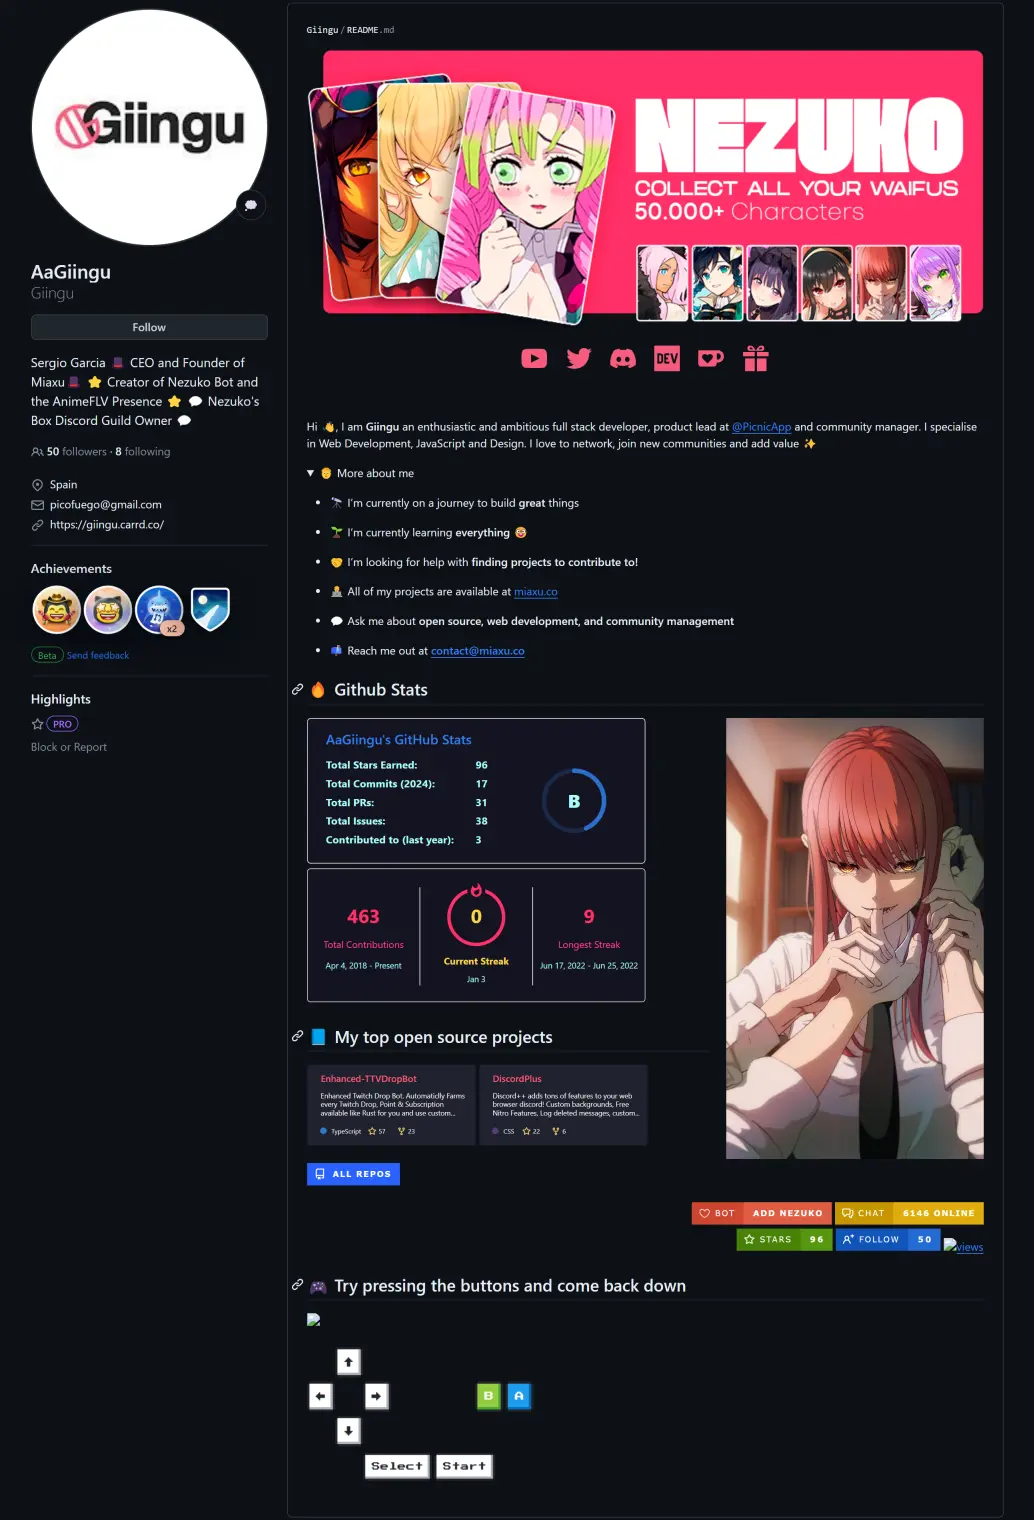 Giingu
AaGiingu
Giingu
Follow
Sergio Garcia 🎩 CEO and Founder of
Miaxu 🎩 ⭐ Creator of Nezuko Bot and
the AnimeFLV Presence ⭐ 💬 Nezuko's
Box Discord Guild Owner 💬
50 followers · 8 following
Spain
picofuego@gmail.com
https://giingu.carrd.co/
Achievements
x2
Beta Send feedback
Highlights
PRO
Block or Report
Giingu/README.md
NEZUKO
COLLECT ALL YOUR WAIFUS
50.000+ Characters
DEV
Hi 👋, I am Giingu an enthusiastic and ambitious full stack developer, product lead at @PicnicApp and community manager. I specialise
in Web Development, JavaScript and Design. I love to network, join new communities and add value ✨
▼ More about me
• 🔭 I'm currently on a journey to build great things
• 🌱 I'm currently learning everything 🤡
• 🤝 I'm looking for help with finding projects to contribute to!
• 👨‍💻 All of my projects are available at miaxu.co
• 💬 Ask me about open source, web development, and community management
• 📫 Reach me out at contact@miaxu.co
🔥 Github Stats
AaGiingu's GitHub Stats
Total Stars Earned: 96
Total Commits (2024): 17
Total PRs: 31
Total Issues: 38
Contributed to (last year): 3
B
463
Total Contributions
Apr 4, 2018 - Present
0
Current Streak
Jan 3
9
Longest Streak
Jun 17, 2022 - Jun 25, 2022
📘 My top open source projects
Enhanced-TTVDropBot
Enhanced Twitch Drop Bot. Automaticlly Farms
every Twitch Drop, Point & Subscription
available like Rust for you and use custom...
TypeScript 57 23
DiscordPlus
Discord++ adds tons of features to your web
browser discord! Custom backgrounds, Free
Nitro Features, Log deleted messages, custom...
CSS 22 6
ALL REPOS
BOT ADD NEZUKO CHAT 6146 ONLINE
STARS 96 FOLLOW 50 views
🎮 Try pressing the buttons and come back down
B A
Select Start